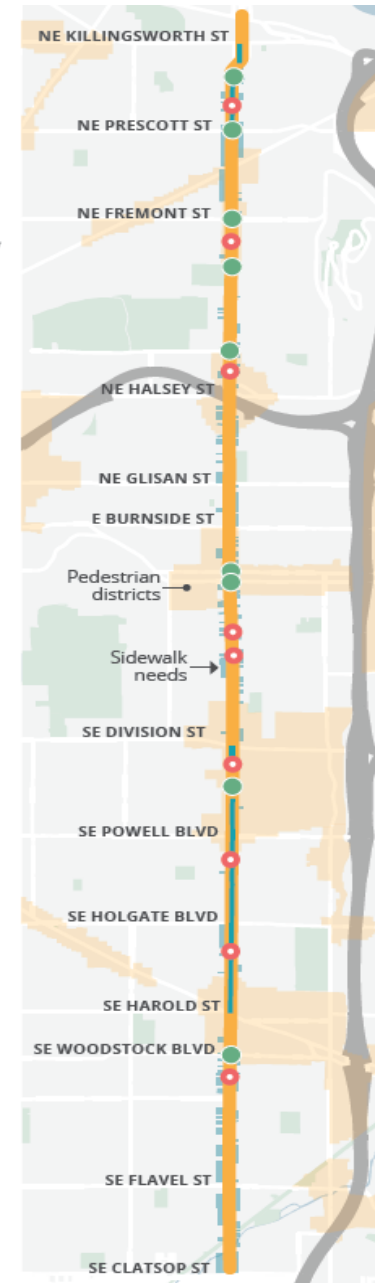 NE KILLINGSWORTH ST
NE PRESCOTT ST
NE FREMONT ST
NE HALSEY ST
NE GLISAN ST
E BURNSIDE ST
Pedestrian
districts
Sidewalk
needs
SE DIVISION ST
SE POWELL BLVD
SE HOLGATE BLVD
SE HAROLD ST
SE WOODSTOCK BLVD
SE FLAVEL ST
SE CLATSOP ST